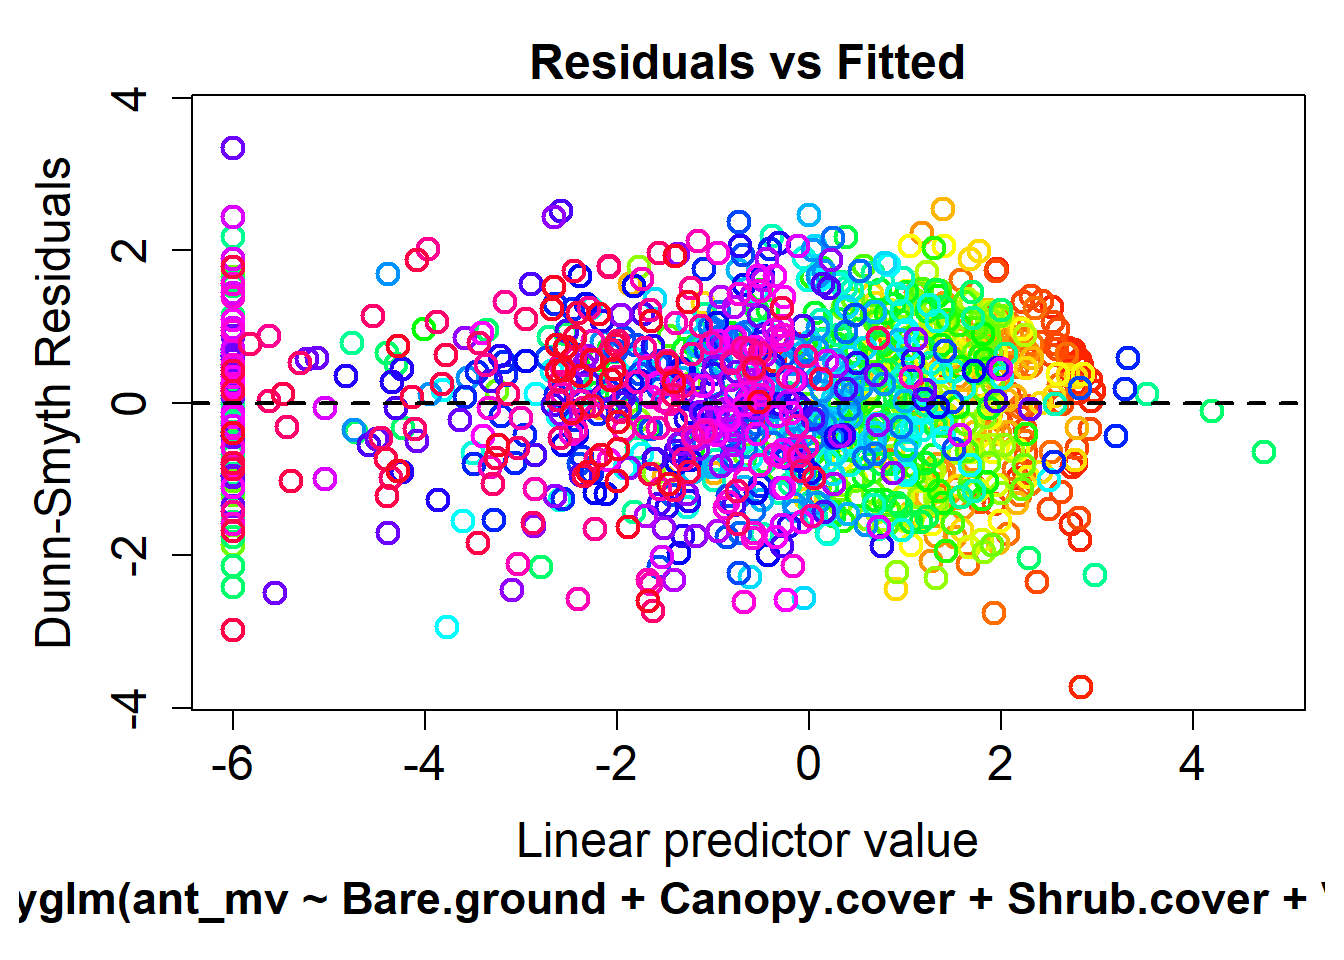 Residuals vs Fitted
4
2
0
-2
-4
Dunn-Smyth Residuals
-6 -4 -2 0 2 4
Linear predictor value
yglm(ant_mv ~ Bare.ground + Canopy.cover + Shrub.cover +